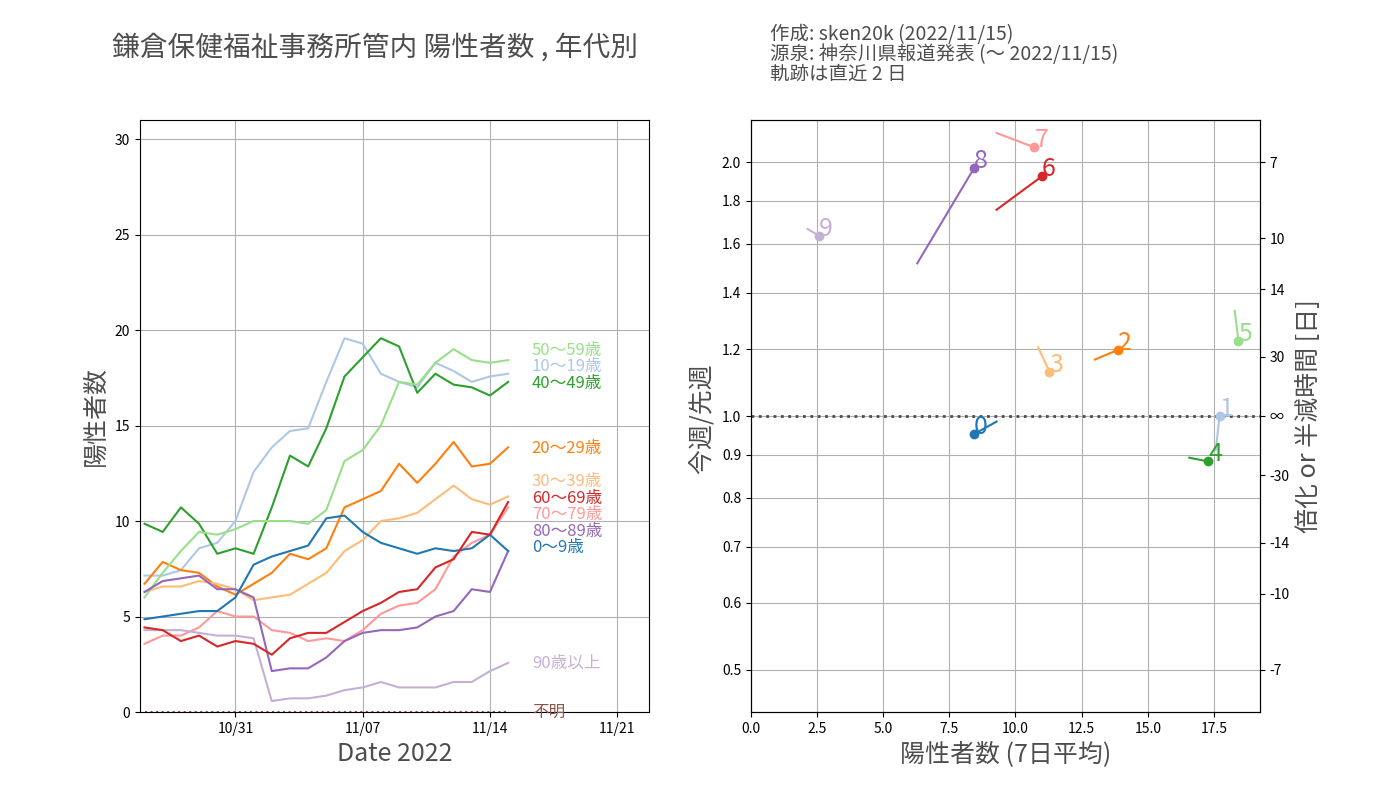 鎌倉保健福祉事務所管内 陽性者数 , 年代別
作成: sken20k (2022/11/15)
源泉: 神奈川県報道発表 (〜 2022/11/15)
軌跡は直近 2 日
陽性者数
30
25
20
15
10
5
0
10/31
11/07
11/14
11/21
Date 2022
50〜59歳
10〜19歳
40〜49歳
20〜29歳
30〜39歳
60〜69歳
70〜79歳
80〜89歳
0〜9歳
90歳以上
不明
今週/先週
2.0
1.8
1.6
1.4
1.2
1.0
0.9
0.8
0.7
0.6
0.5
7
8
6
9
5
2
3
1
0
4
0.0
2.5
5.0
7.5
10.0
12.5
15.0
17.5
陽性者数 (7日平均)
7
10
14
30
∞
-30
-14
-10
-7
倍化 or 半減時間 [日]